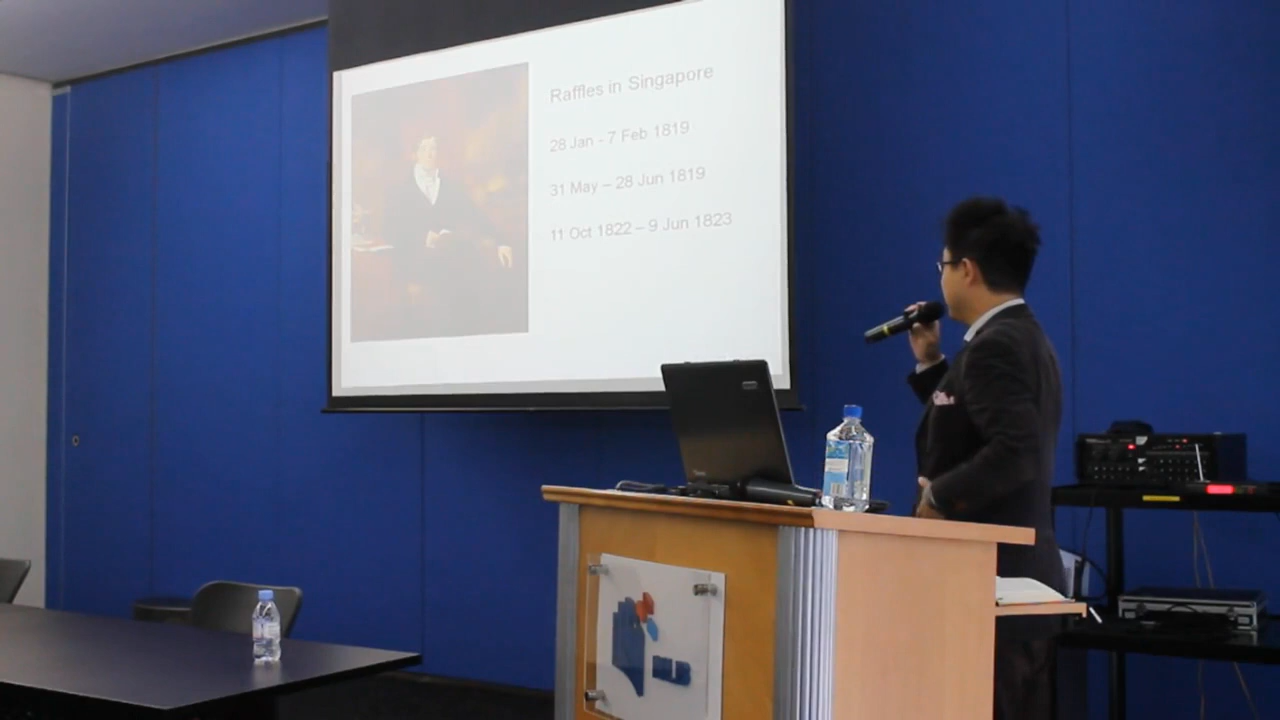 Raffles in Singapore
28 Jan - 7 Feb 1819
31 May – 28 Jun 1819
11 Oct 1822 – 9 Jun 1823